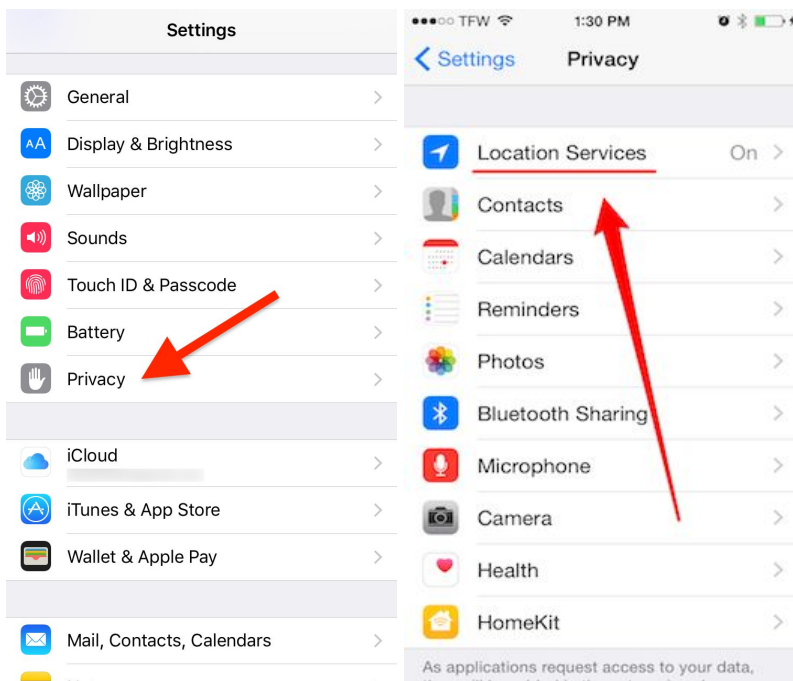 Settings
General
Display & Brightness
Wallpaper
Sounds
Touch ID & Passcode
Battery
Privacy
iCloud
iTunes & App Store
Wallet & Apple Pay
Mail, Contacts, Calendars
TFW 1:30 PM
Settings Privacy
Location Services On
Contacts
Calendars
Reminders
Photos
Bluetooth Sharing
Microphone
Camera
Health
HomeKit
As applications request access to your data,